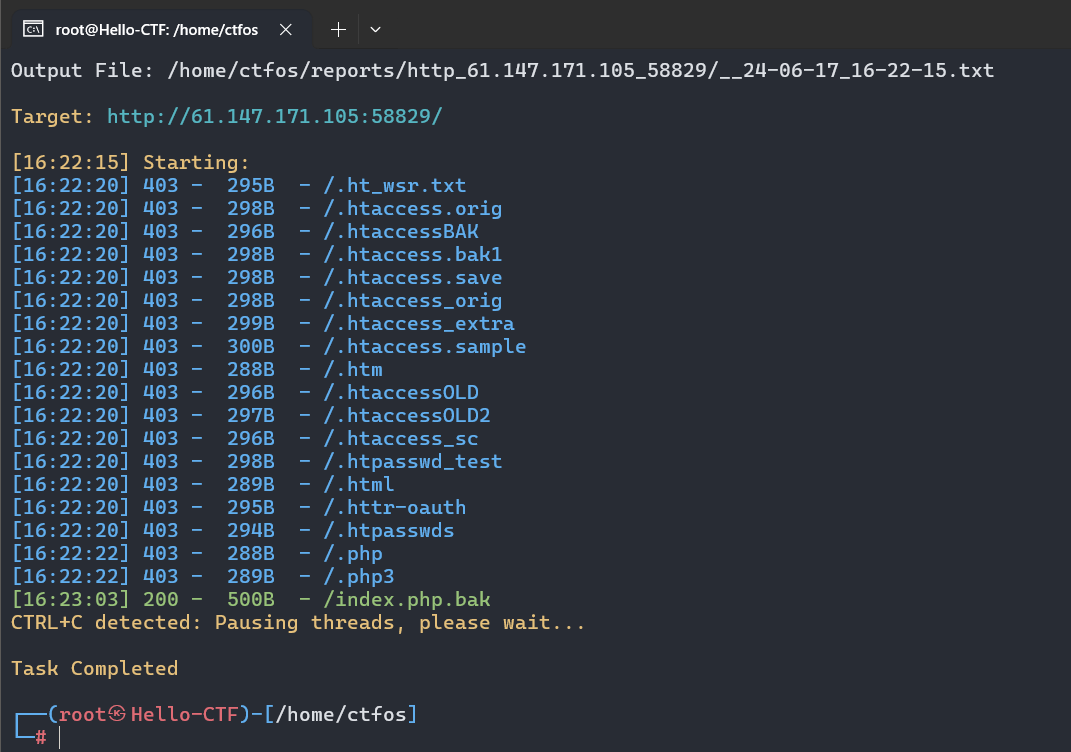 root@Hello-CTF: /home/ctfos
Output File: /home/ctfos/reports/http_61.147.171.105_58829/__24-06-17_16-22-15.txt
Target: http://61.147.171.105:58829/
[16:22:15] Starting:
[16:22:20] 403 -  295B  - /.ht_wsr.txt
[16:22:20] 403 -  298B  - /.htaccess.orig
[16:22:20] 403 -  296B  - /.htaccessBAK
[16:22:20] 403 -  298B  - /.htaccess.bak1
[16:22:20] 403 -  298B  - /.htaccess.save
[16:22:20] 403 -  298B  - /.htaccess_orig
[16:22:20] 403 -  299B  - /.htaccess_extra
[16:22:20] 403 -  300B  - /.htaccess.sample
[16:22:20] 403 -  288B  - /.htm
[16:22:20] 403 -  296B  - /.htaccessOLD
[16:22:20] 403 -  297B  - /.htaccessOLD2
[16:22:20] 403 -  296B  - /.htaccess_sc
[16:22:20] 403 -  298B  - /.htpasswd_test
[16:22:20] 403 -  289B  - /.html
[16:22:20] 403 -  295B  - /.httr-oauth
[16:22:20] 403 -  294B  - /.htpasswds
[16:22:22] 403 -  288B  - /.php
[16:22:22] 403 -  289B  - /.php3
[16:23:03] 200 -  500B  - /index.php.bak
CTRL+C detected: Pausing threads, please wait...
Task Completed
┌──(root㉿Hello-CTF)-[/home/ctfos]
└─#